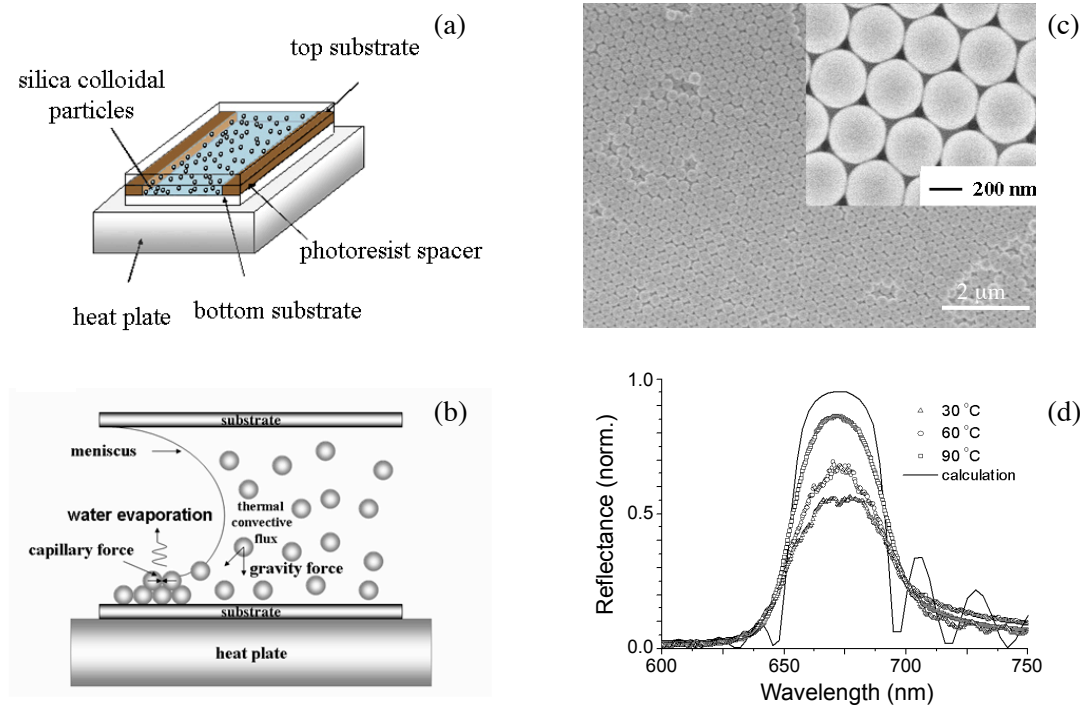 (a)
top substrate
silica colloidal
particles
photoresist spacer
bottom substrate
heat plate
(b)
substrate
meniscus
thermal
convective
flux
water evaporation
capillary force
gravity force
substrate
heat plate
(c)
200 nm
2 μm
(d)
1.0
0.5
0.0
Reflectance (norm.)
30 °C
60 °C
90 °C
calculation
600 650 700 750
Wavelength (nm)